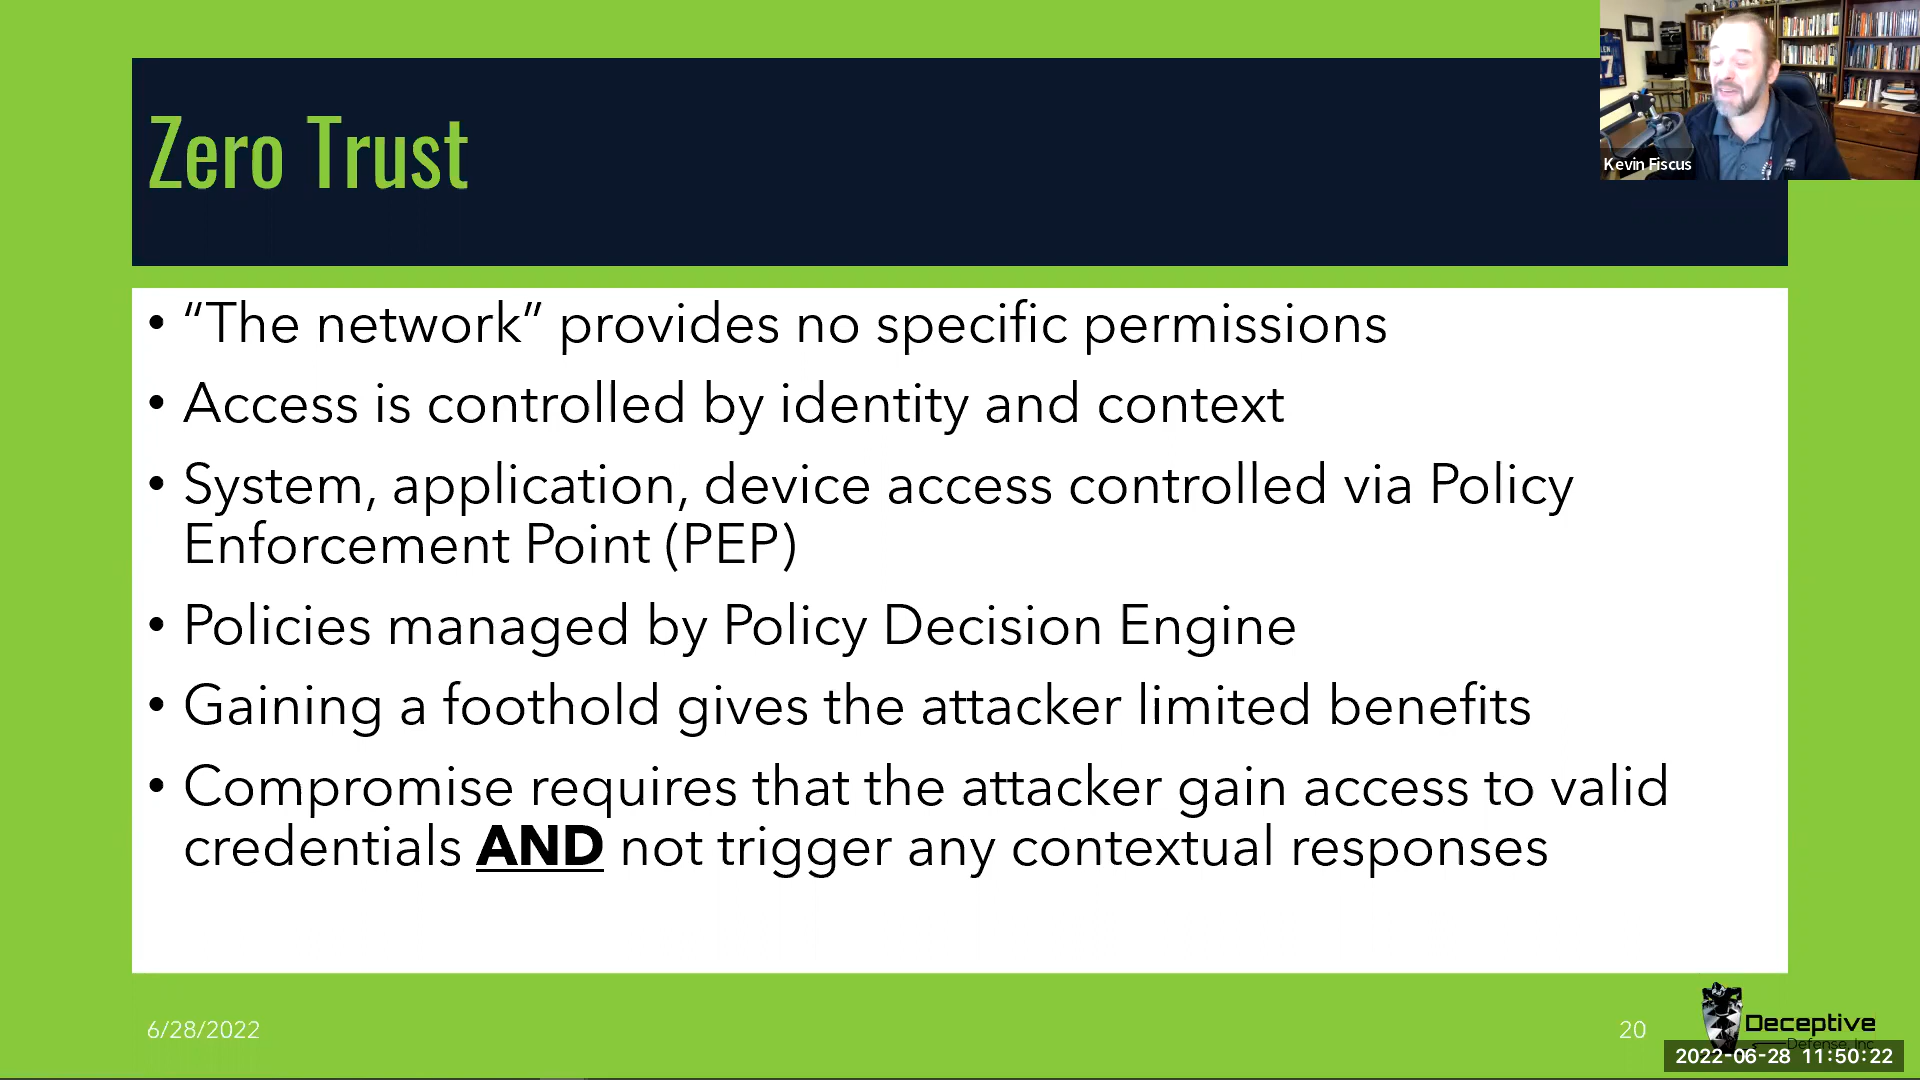 Zero Trust
Kevin Fiscus
• “The network” provides no specific permissions
• Access is controlled by identity and context
• System, application, device access controlled via Policy
Enforcement Point (PEP)
• Policies managed by Policy Decision Engine
• Gaining a foothold gives the attacker limited benefits
• Compromise requires that the attacker gain access to valid
credentials AND not trigger any contextual responses
6/28/2022
20
Deceptive
Defense, Inc
2022-06-28 11:50:22